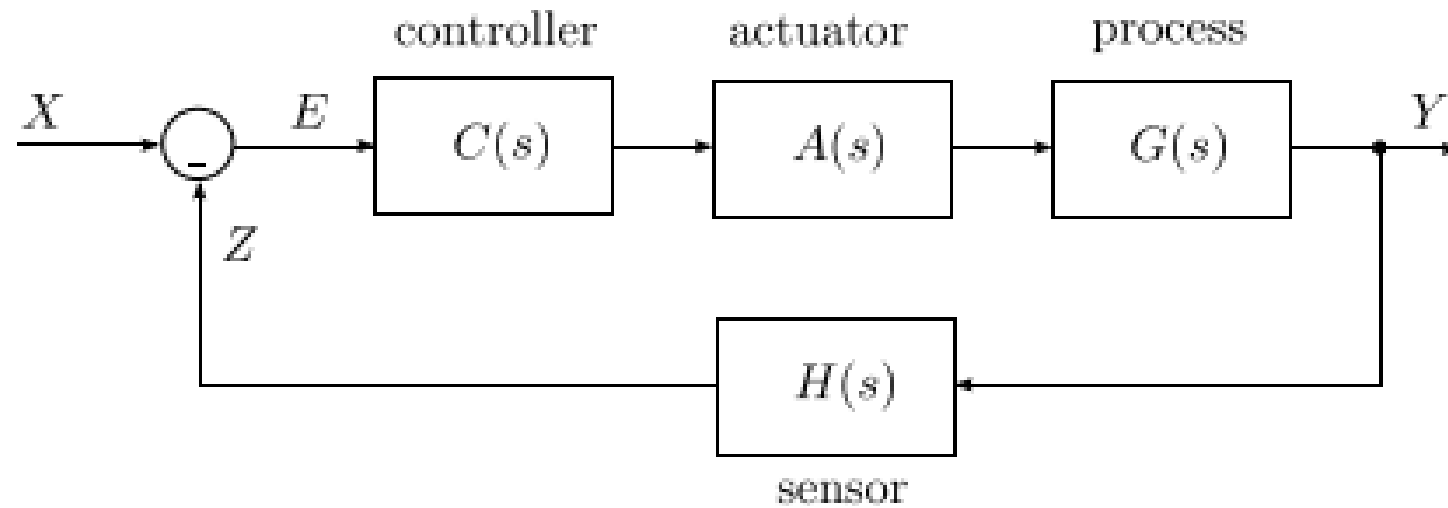 controller actuator process
X E C(s) A(s) G(s) Y
-
Z
H(s)
sensor